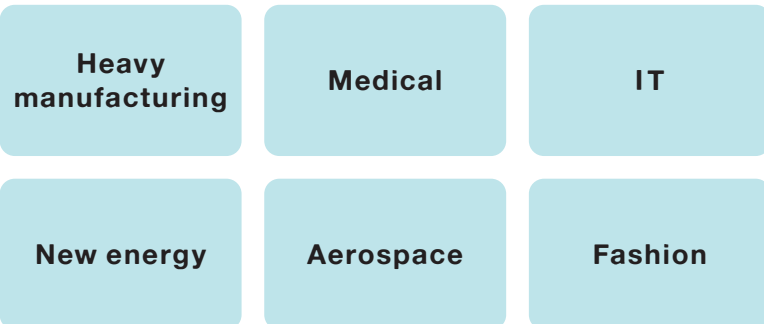 Heavy
manufacturing
Medical
IT
New energy
Aerospace
Fashion